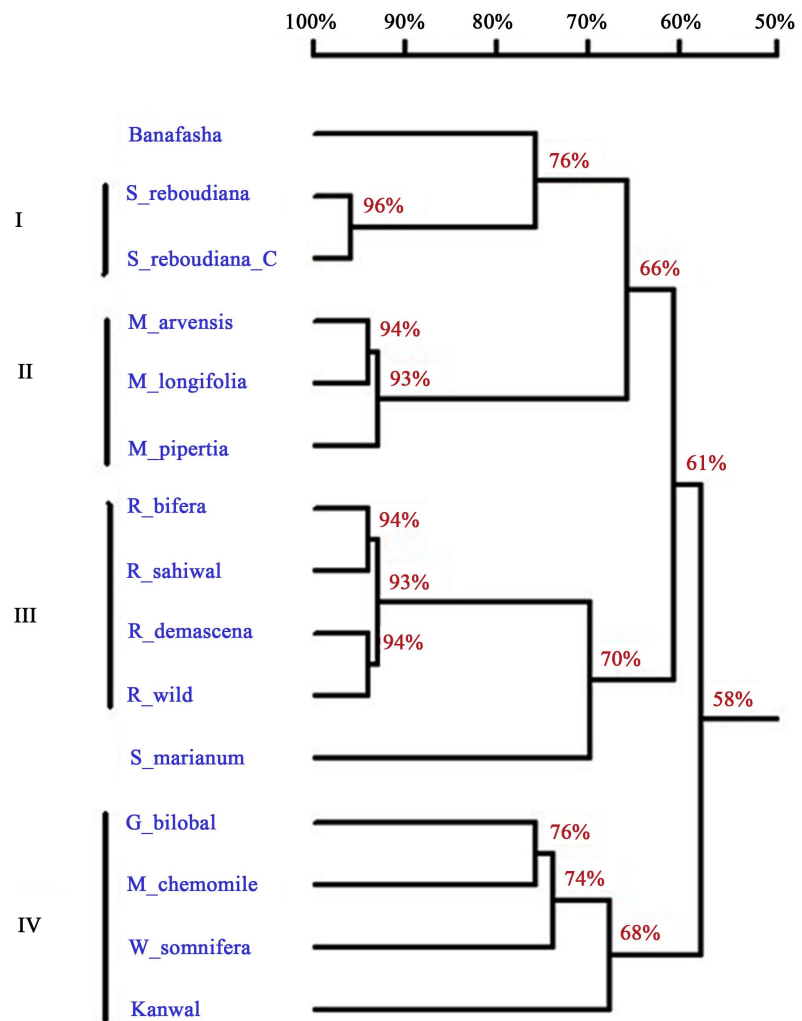 100% 90% 80% 70% 60% 50%
Banafasha
76%
S_reboudiana
96%
I
S_reboudiana_C
66%
M_arvensis
94%
II
M_longifolia
93%
M_pipertia
61%
R_bifera
94%
R_sahiwal
93%
III
R_demascena
94%
70%
R_wild
58%
S_marianum
G_bilobal
76%
M_chemomile
74%
IV
W_somnifera
68%
Kanwal